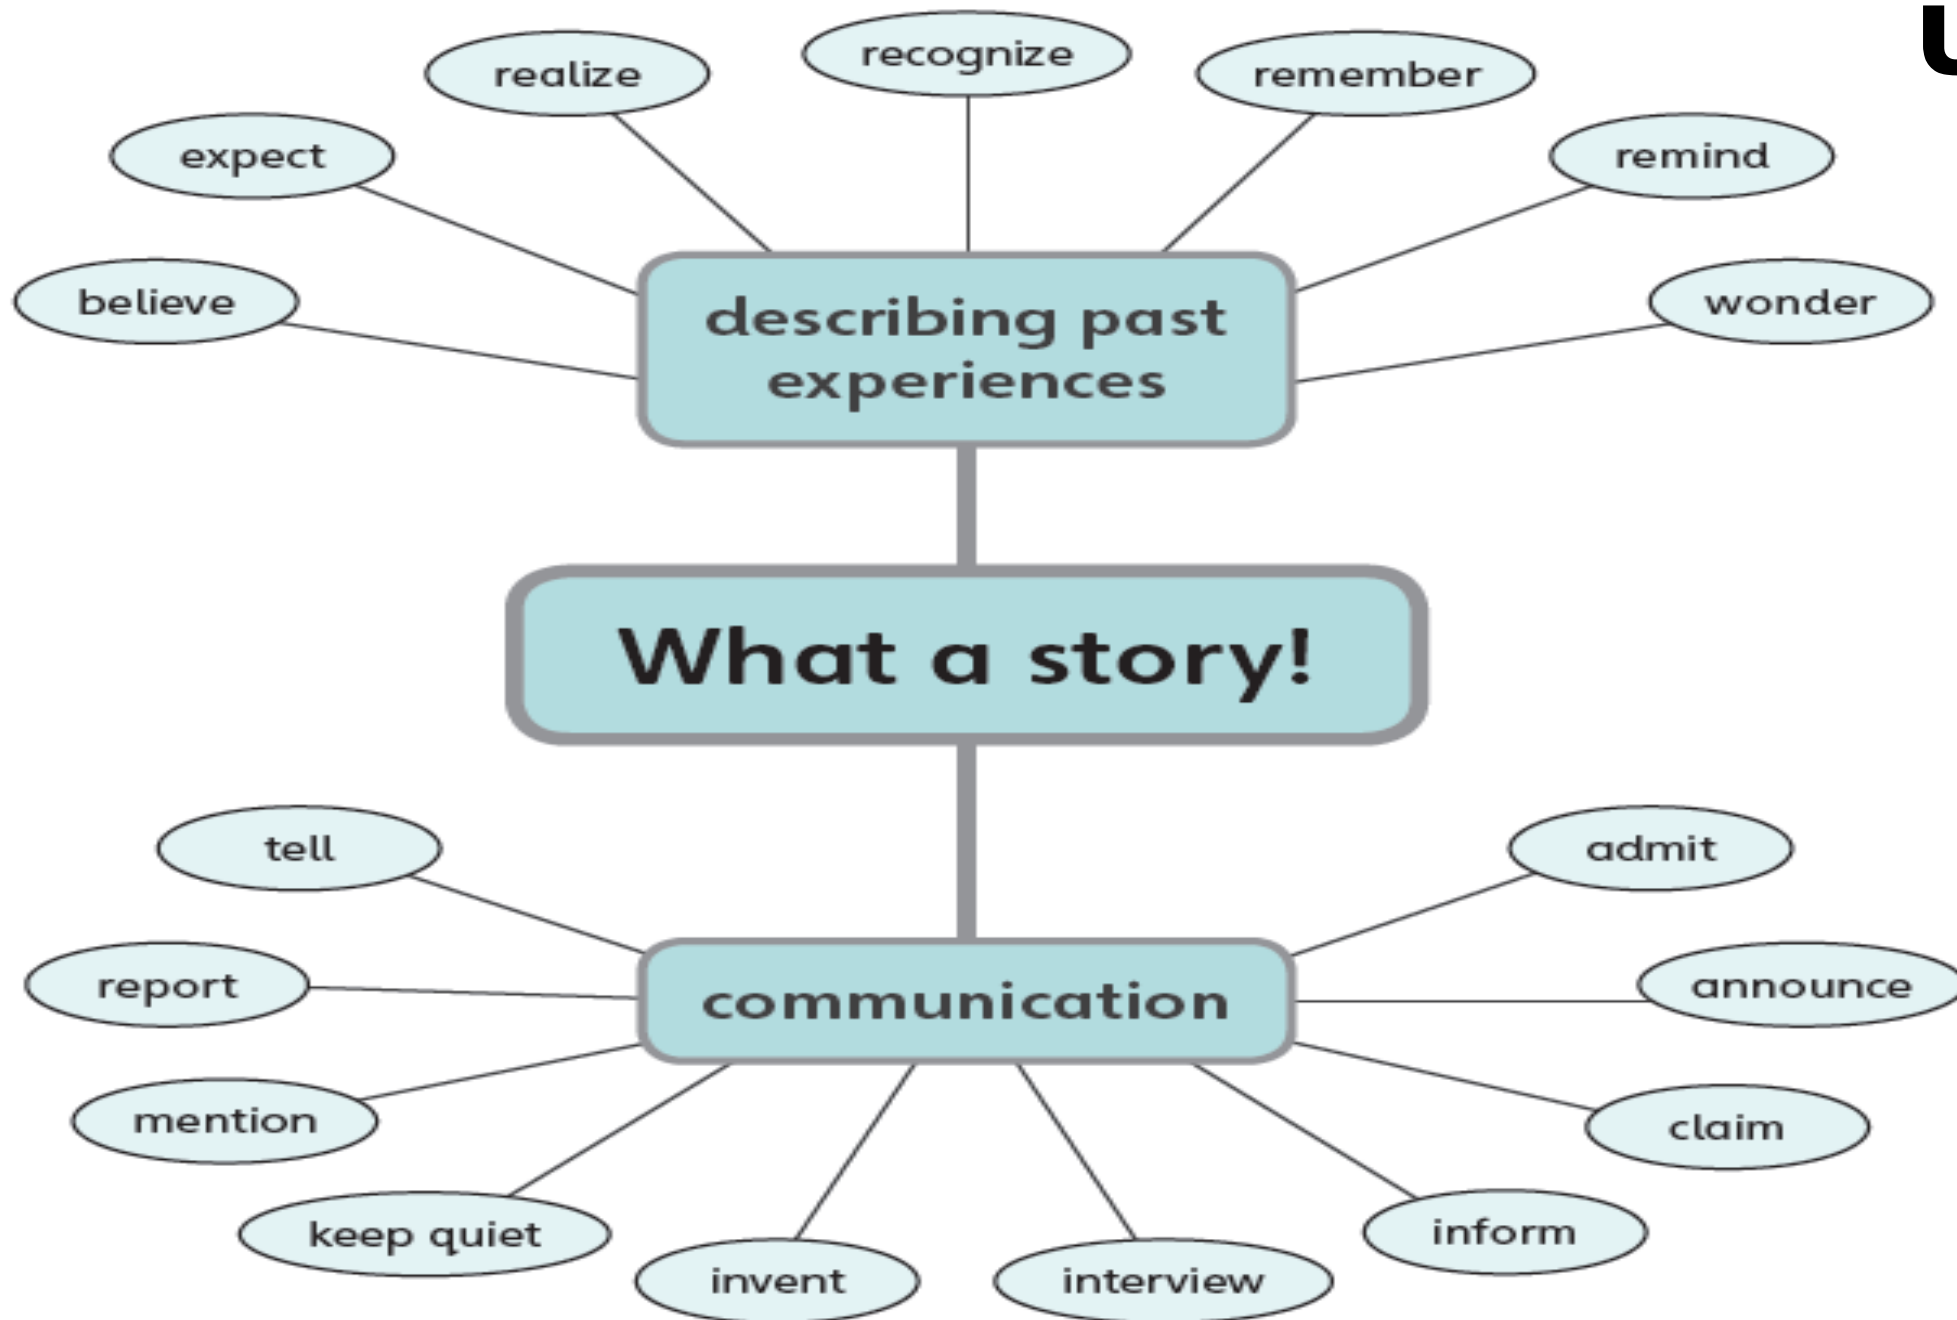 recognize
realize
remember
expect
remind
believe
wonder
describing past
experiences
What a story!
tell
admit
report
announce
communication
mention
claim
keep quiet
inform
invent
interview